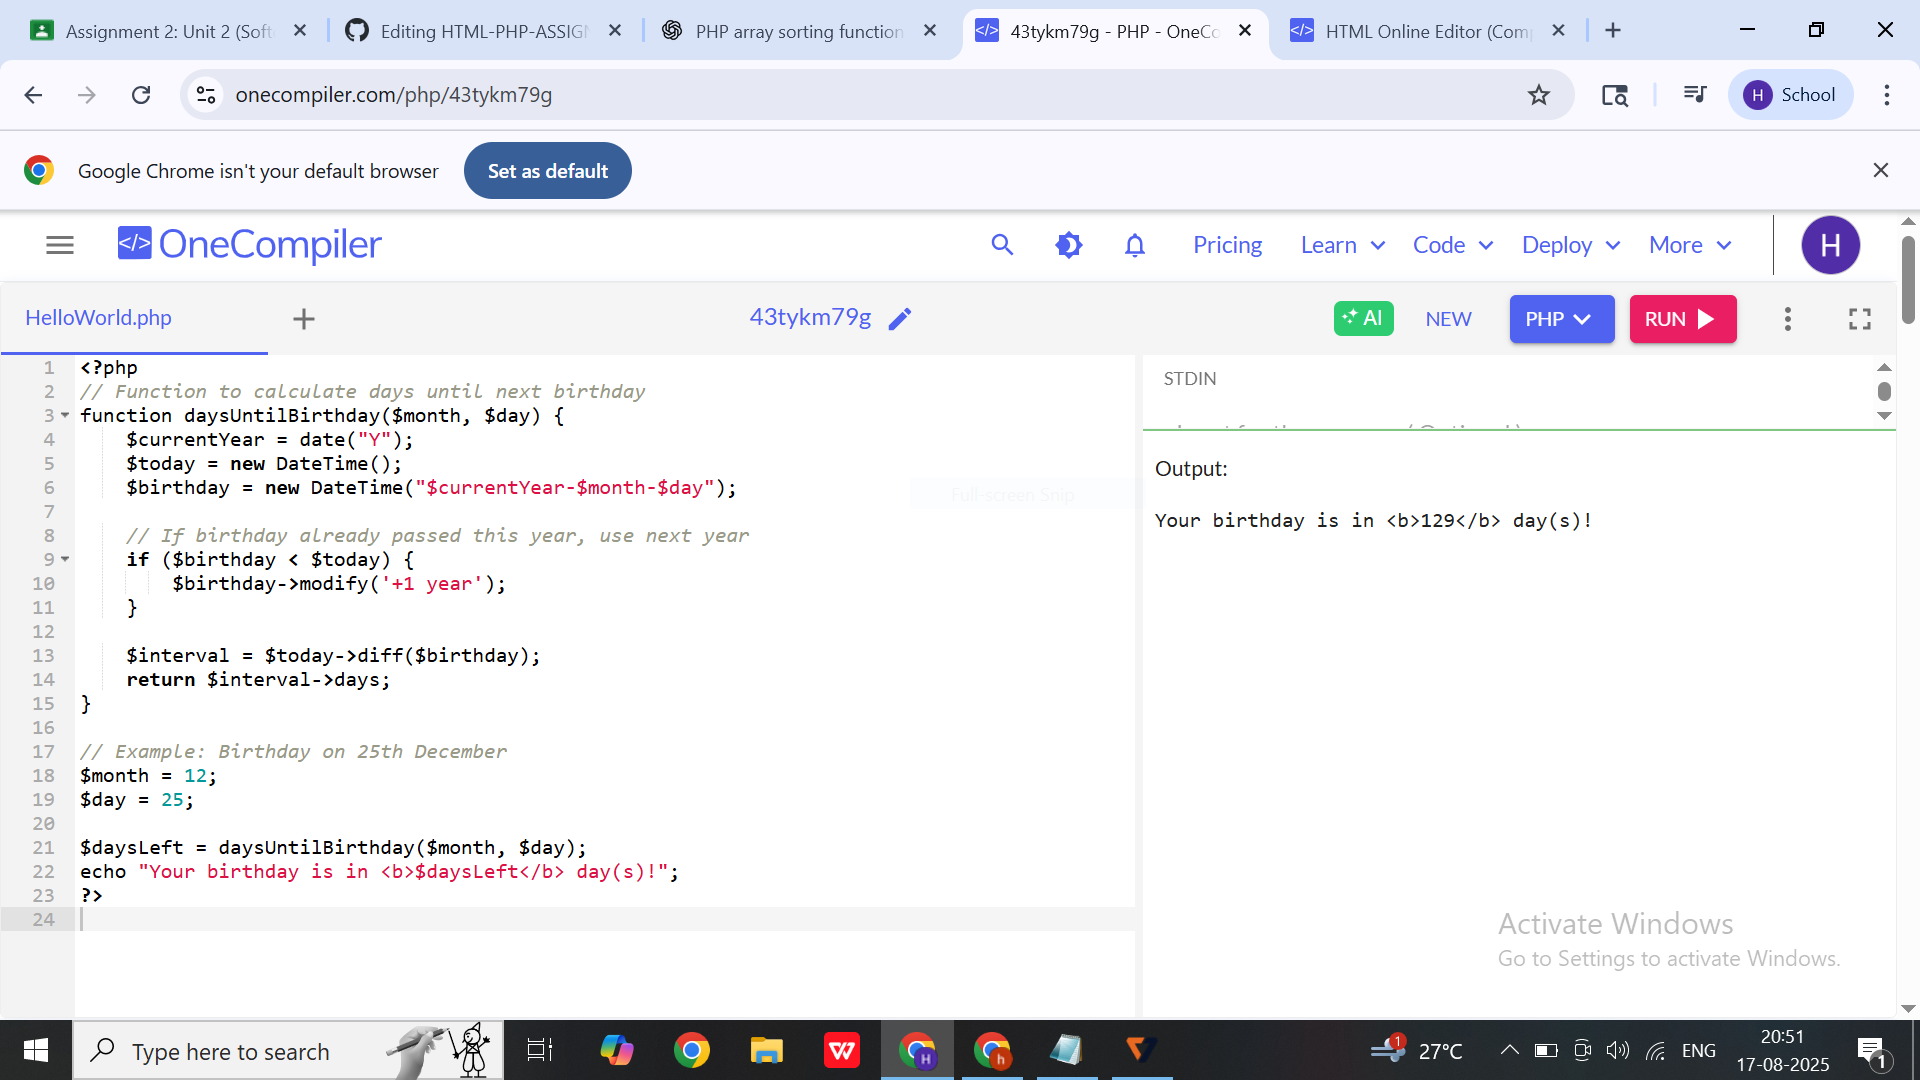 Assignment 2: Unit 2 (Soft
Editing HTML-PHP-ASSIGN
PHP array sorting function
43tykm79g - PHP - OneCo
HTML Online Editor (Comp
onecompiler.com/php/43tykm79g
H School
Google Chrome isn't your default browser
Set as default
</> OneCompiler
Pricing
Learn
Code
Deploy
More
H
HelloWorld.php
43tykm79g
AI
NEW
PHP
RUN
1 <?php
2 // Function to calculate days until next birthday
3 function daysUntilBirthday($month, $day) {
4 $currentYear = date("Y");
5 $today = new DateTime();
6 $birthday = new DateTime("$currentYear-$month-$day");
7
8 // If birthday already passed this year, use next year
9 if ($birthday < $today) {
10 $birthday->modify('+1 year');
11 }
12
13 $interval = $today->diff($birthday);
14 return $interval->days;
15 }
16
17 // Example: Birthday on 25th December
18 $month = 12;
19 $day = 25;
20
21 $daysLeft = daysUntilBirthday($month, $day);
22 echo "Your birthday is in <b>$daysLeft</b> day(s)!";
23 ?>
24
Full-screen Snip
STDIN
Output:
Your birthday is in <b>129</b> day(s)!
Activate Windows
Go to Settings to activate Windows.
Type here to search
W
H
h
1
27°C
ENG
20:51
17-08-2025
1